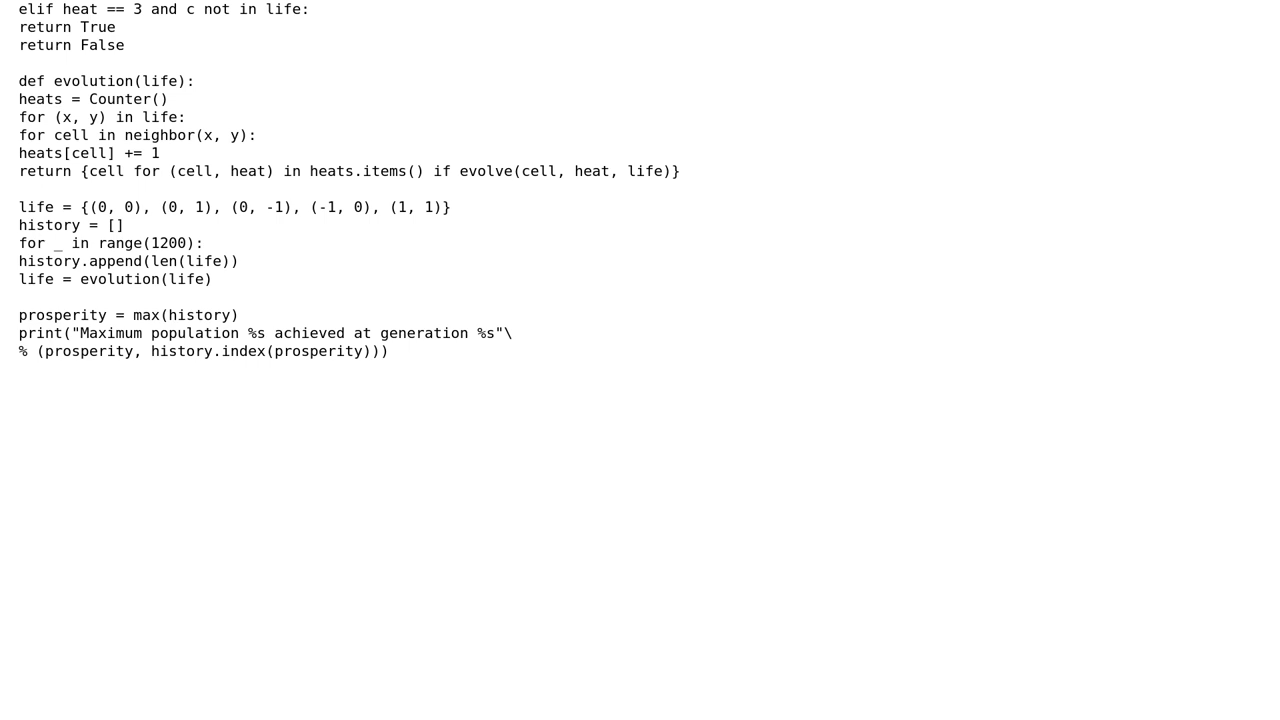 elif heat == 3 and c not in life:
return True
return False

def evolution(life):
heats = Counter()
for (x, y) in life:
for cell in neighbor(x, y):
heats[cell] += 1
return {cell for (cell, heat) in heats.items() if evolve(cell, heat, life)}

life = {(0, 0), (0, 1), (0, -1), (-1, 0), (1, 1)}
history = []
for _ in range(1200):
history.append(len(life))
life = evolution(life)

prosperity = max(history)
print("Maximum population %s achieved at generation %s"\
% (prosperity, history.index(prosperity)))